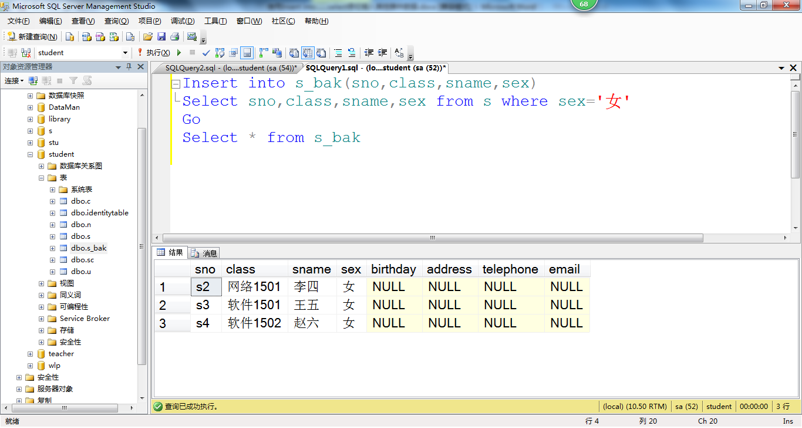 Microsoft SQL Server Management Studio
68
文件(F) 编辑(E) 查看(V) 查询(Q) 项目(P) 调试(D) 工具(T) 窗口(W) 社区(C) 帮助(H)
新建查询(N)
student 执行(X)
对象资源管理器
SQLQuery2.sql - (lo....student (sa (54))* SQLQuery1.sql - (lo....student (sa (52))*
连接
数据库快照
DataMan
library
s
stu
student
数据库关系图
表
系统表
dbo.c
dbo.identitytable
dbo.n
dbo.s
dbo.s_bak
dbo.sc
dbo.u
视图
同义词
可编程性
Service Broker
存储
安全性
teacher
wlp
安全性
服务器对象
复制
Insert into s_bak(sno,class,sname,sex)
Select sno,class,sname,sex from s where sex='女'
Go
Select * from s_bak
结果 消息
sno class sname sex birthday address telephone email
1 s2 网络1501 李四 女 NULL NULL NULL NULL
2 s3 软件1501 王五 女 NULL NULL NULL NULL
3 s4 软件1502 赵六 女 NULL NULL NULL NULL
查询已成功执行。 (local) (10.50 RTM) sa (52) student 00:00:00 3 行
就绪 行 4 列 20 Ch 20 Ins